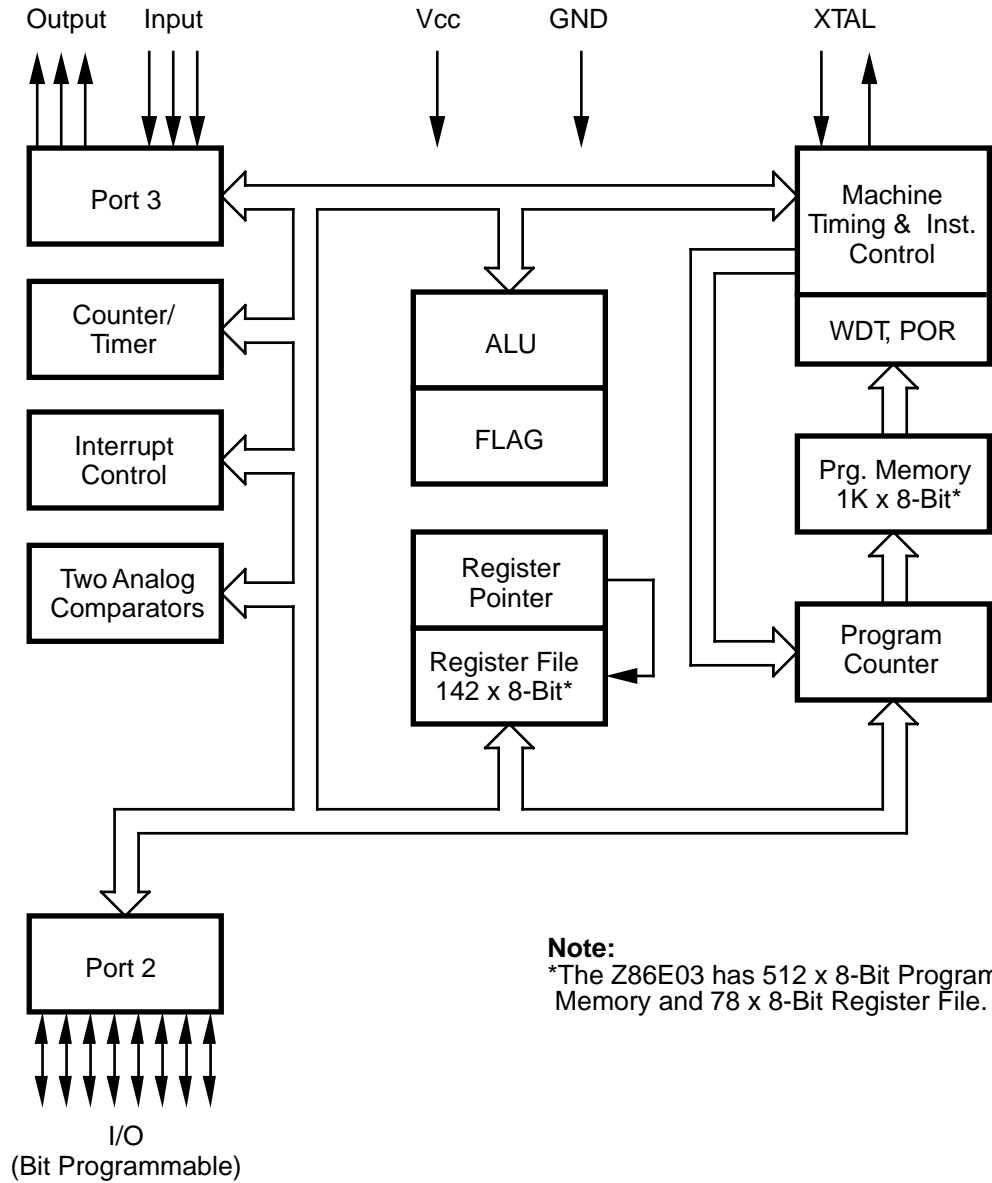 Output
Input
Vcc
GND
XTAL
Port 3
Machine
Timing & Inst.
Control
Counter/
Timer
ALU
WDT, POR
FLAG
Interrupt
Control
Prg. Memory
1K x 8-Bit*
Two Analog
Comparators
Register
Pointer
Program
Counter
Register File
142 x 8-Bit*
Port 2
Note:
*The Z86E03 has 512 x 8-Bit Program
Memory and 78 x 8-Bit Register File.
I/O
(Bit Programmable)